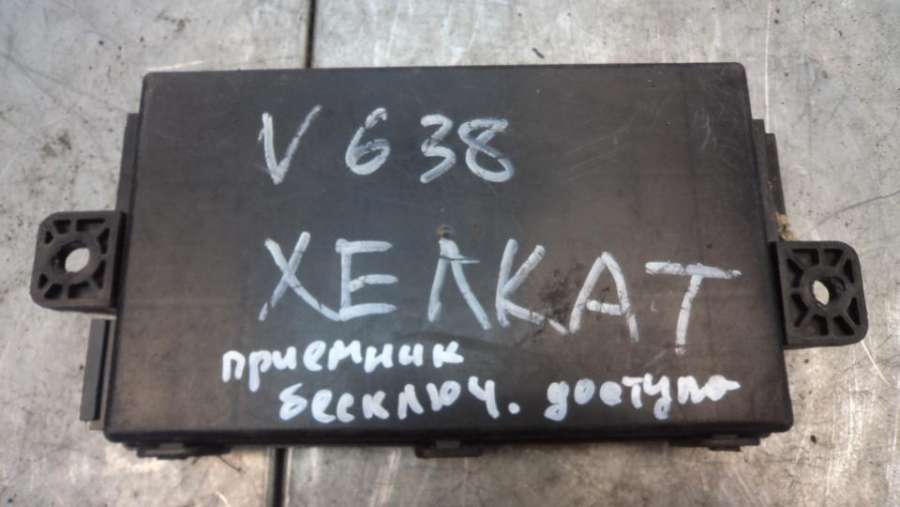 V 638
ХЕЛКАТ
приемник
бесключ. доступа